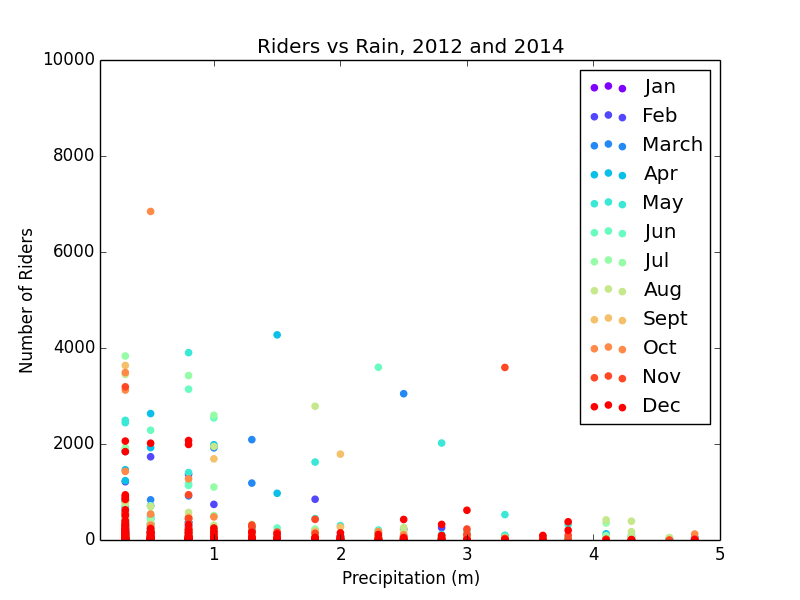 Riders vs Rain, 2012 and 2014
10000
8000
6000
4000
2000
0
Number of Riders
1
2
3
4
5
Precipitation (m)
Jan
Feb
March
Apr
May
Jun
Jul
Aug
Sept
Oct
Nov
Dec